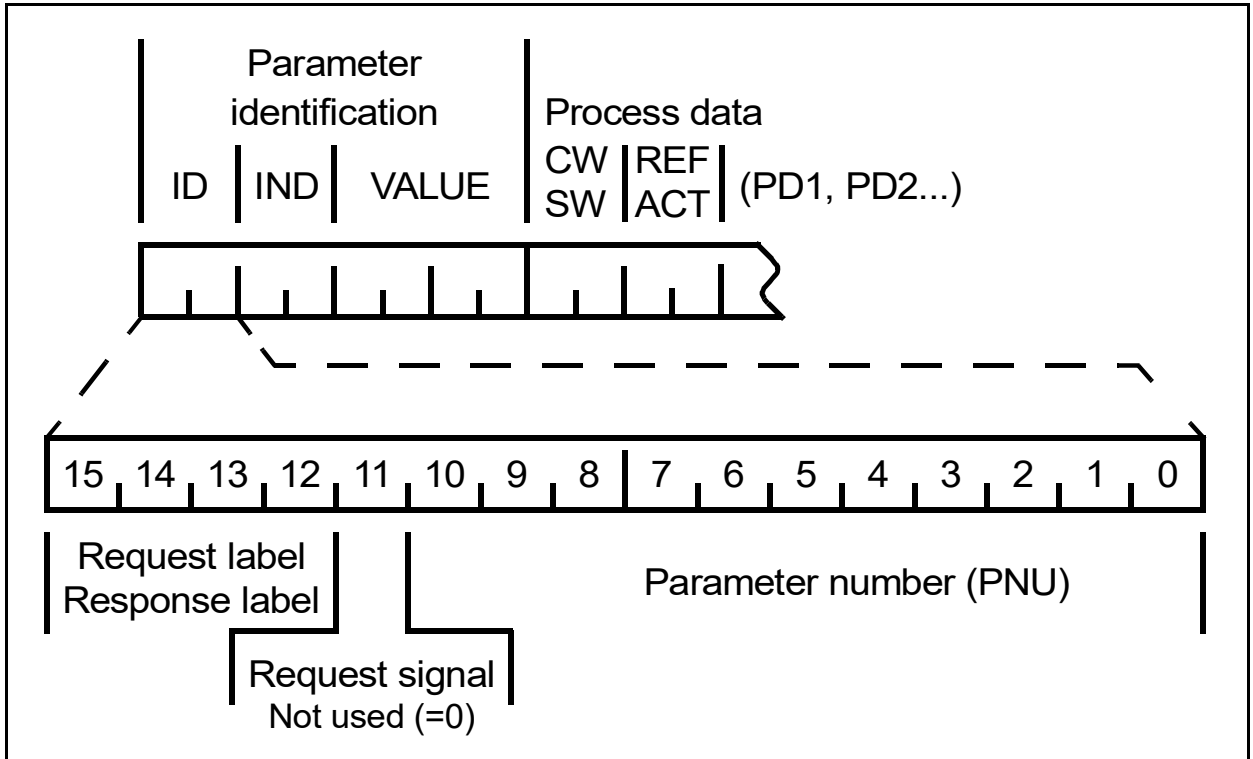 Parameter
identification
Process data
ID IND VALUE CW REF (PD1, PD2...)
SW ACT
15 14 13 12 11 10 9 8 7 6 5 4 3 2 1 0
Request label
Response label
Parameter number (PNU)
Request signal
Not used (=0)